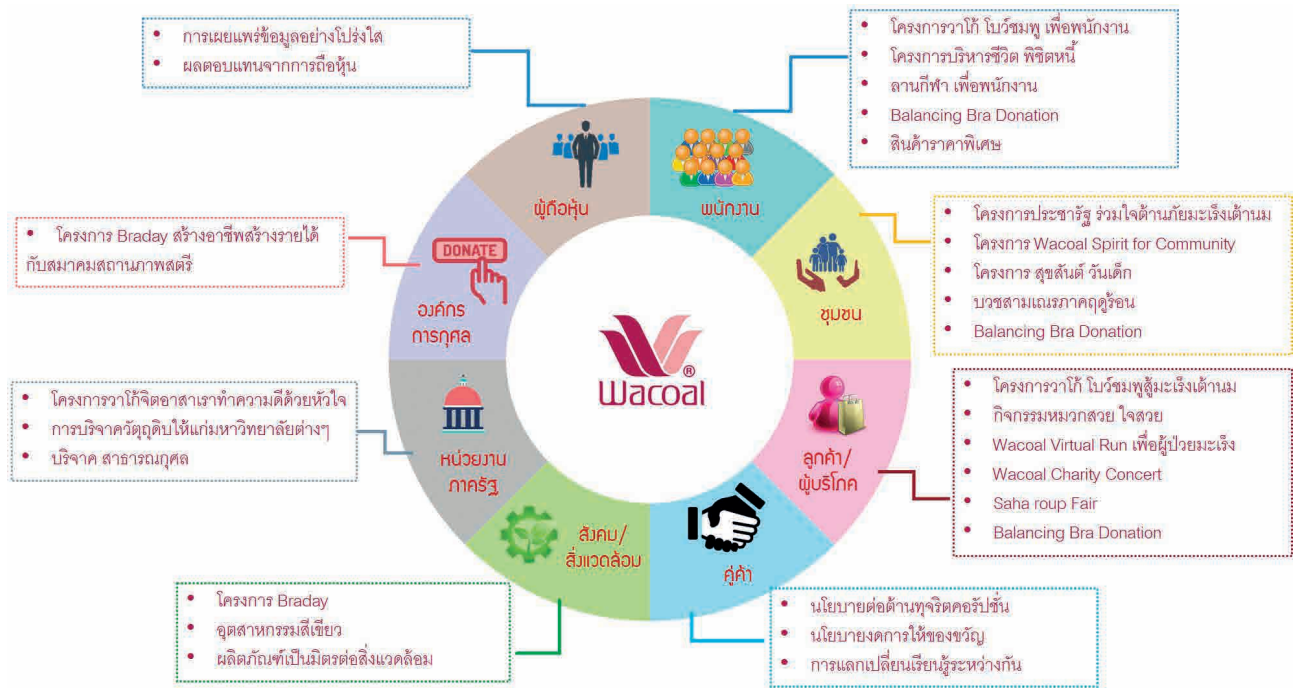 • การเผยแพร่ข้อมูลอย่างโปร่งใส
• ผลตอบแทนจากการถือหุ้น
• โครงการวาโก้ โบว์ชมพู เพื่อพนักงาน
• โครงการบริหารชีวิต พิชิตหนี้
• ลานกีฬา เพื่อพนักงาน
• Balancing Bra Donation
• สินค้าราคาพิเศษ
ผู้ถือหุ้น
พนักงาน
• โครงการ Braday สร้างอาชีพสร้างรายได้
กับสมาคมสถานภาพสตรี
DONATE
องค์กร
การกุศล
ชุมชน
• โครงการประชารัฐ ร่วมใจต้านภัยมะเร็งเต้านม
• โครงการ Wacoal Spirit for Community
• โครงการ สุขสันต์ วันเด็ก
• บวชสามเณรภาคฤดูร้อน
• Balancing Bra Donation
®
Wacoal
• โครงการวาโก้จิตอาสาเราทำความดีด้วยหัวใจ
• การบริจาควัตถุดิบให้แก่มหาวิทยาลัยต่างๆ
• บริจาค สาธารณกุศล
หน่วยงาน
ภาครัฐ
ลูกค้า/
ผู้บริโภค
• โครงการวาโก้ โบว์ชมพูสู้มะเร็งเต้านม
• กิจกรรมหมวกสวย ใจสวย
• Wacoal Virtual Run เพื่อผู้ป่วยมะเร็ง
• Wacoal Charity Concert
• Saha roup Fair
• Balancing Bra Donation
สังคม/
สิ่งแวดล้อม
คู่ค้า
• โครงการ Braday
• อุตสาหกรรมสีเขียว
• ผลิตภัณฑ์เป็นมิตรต่อสิ่งแวดล้อม
• นโยบายต่อต้านทุจริตคอรัปชั่น
• นโยบายงดการให้ของขวัญ
• การแลกเปลี่ยนเรียนรู้ระหว่างกัน